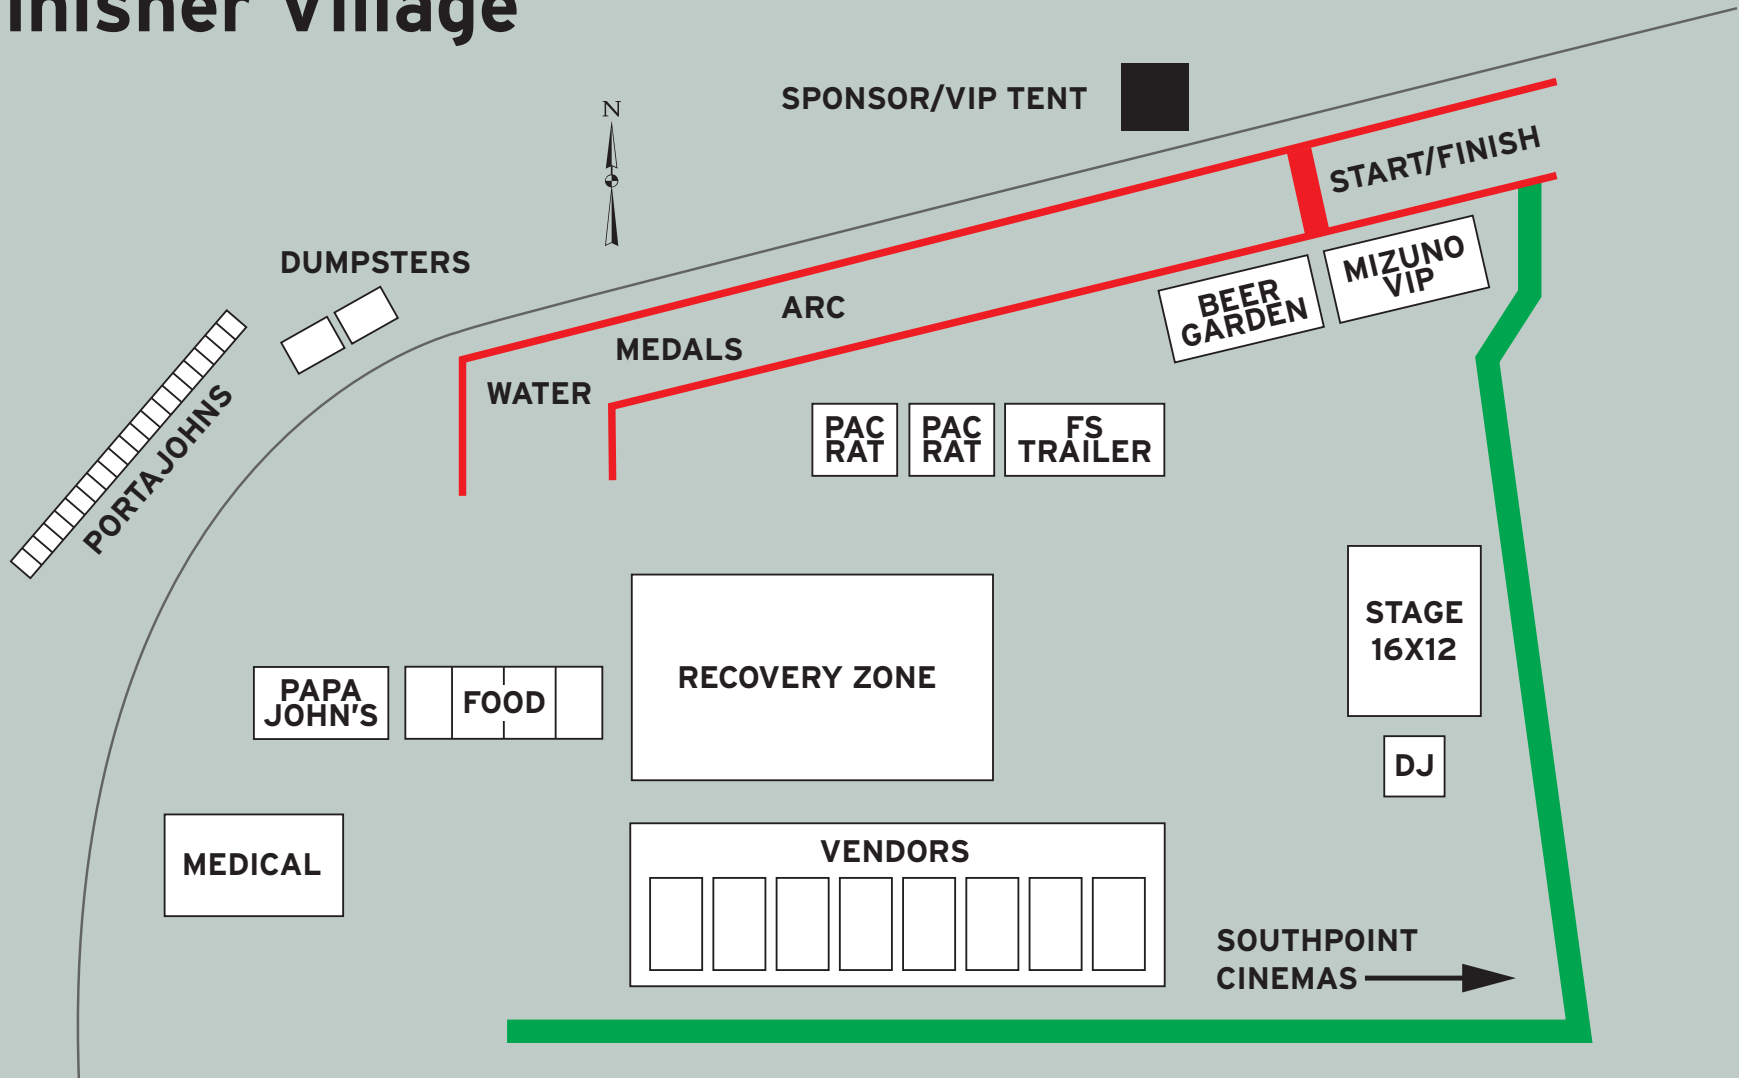 inisher Village
SPONSOR/VIP TENT
N
START/FINISH
DUMPSTERS
MIZUNO
VIP
BEER
GARDEN
ARC
MEDALS
WATER
PORTAJOHNS
PAC
RAT
PAC
RAT
FS
TRAILER
STAGE
16X12
RECOVERY ZONE
PAPA
JOHN'S
FOOD
DJ
MEDICAL
VENDORS
SOUTHPOINT
CINEMAS